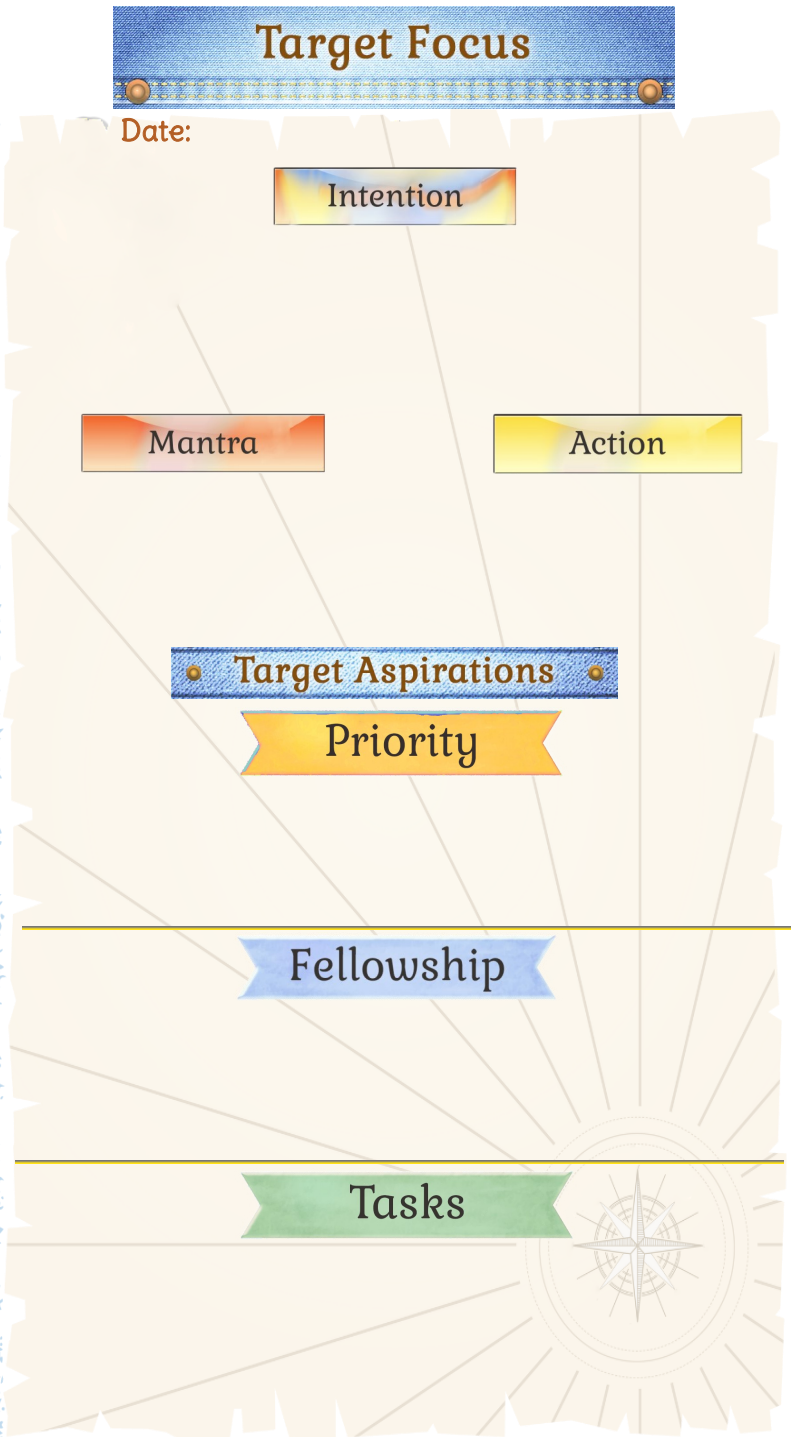 Target Focus
Date:
Intention
Mantra
Action
Target Aspirations
Priority
Fellowship
Tasks